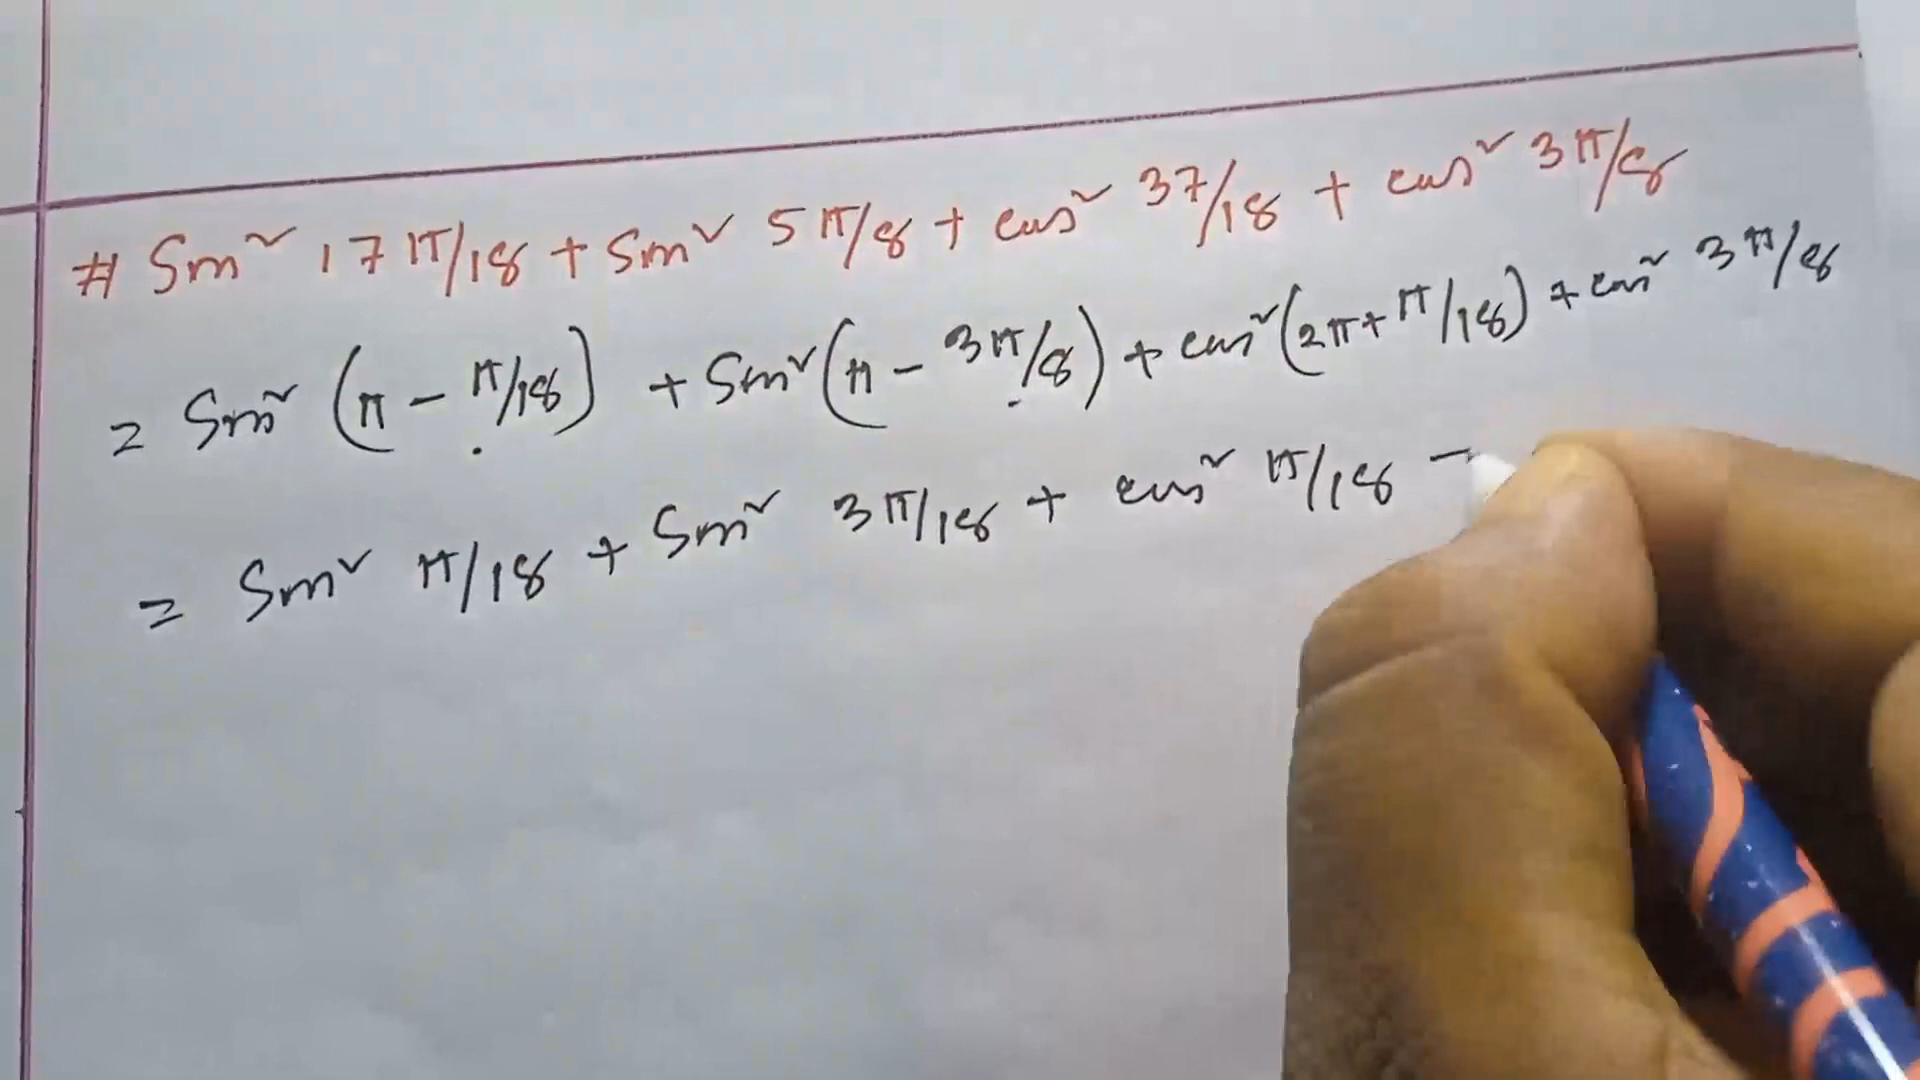 # Sin² 17π/18 + Sin² 5π/8 + cos² 37/18 + cos² 3π/8
= Sin² (π - π/18) + Sin² (π - 3π/8) + cos² (2π + π/18) + cos² 3π/8
= Sin² π/18 + Sin² 3π/18 + cos² π/18 -